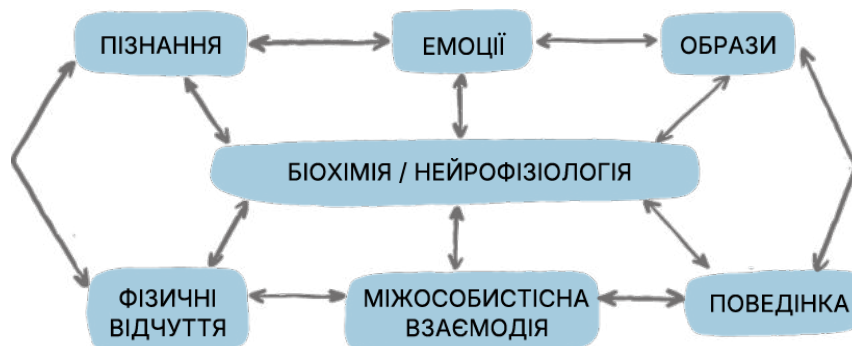 ПІЗНАННЯ
ЕМОЦІЇ
ОБРАЗИ
БІОХІМІЯ / НЕЙРОФІЗІОЛОГІЯ
ФІЗИЧНІ
ВІДЧУТТЯ
МІЖОСОБИСТІСНА
ВЗАЄМОДІЯ
ПОВЕДІНКА